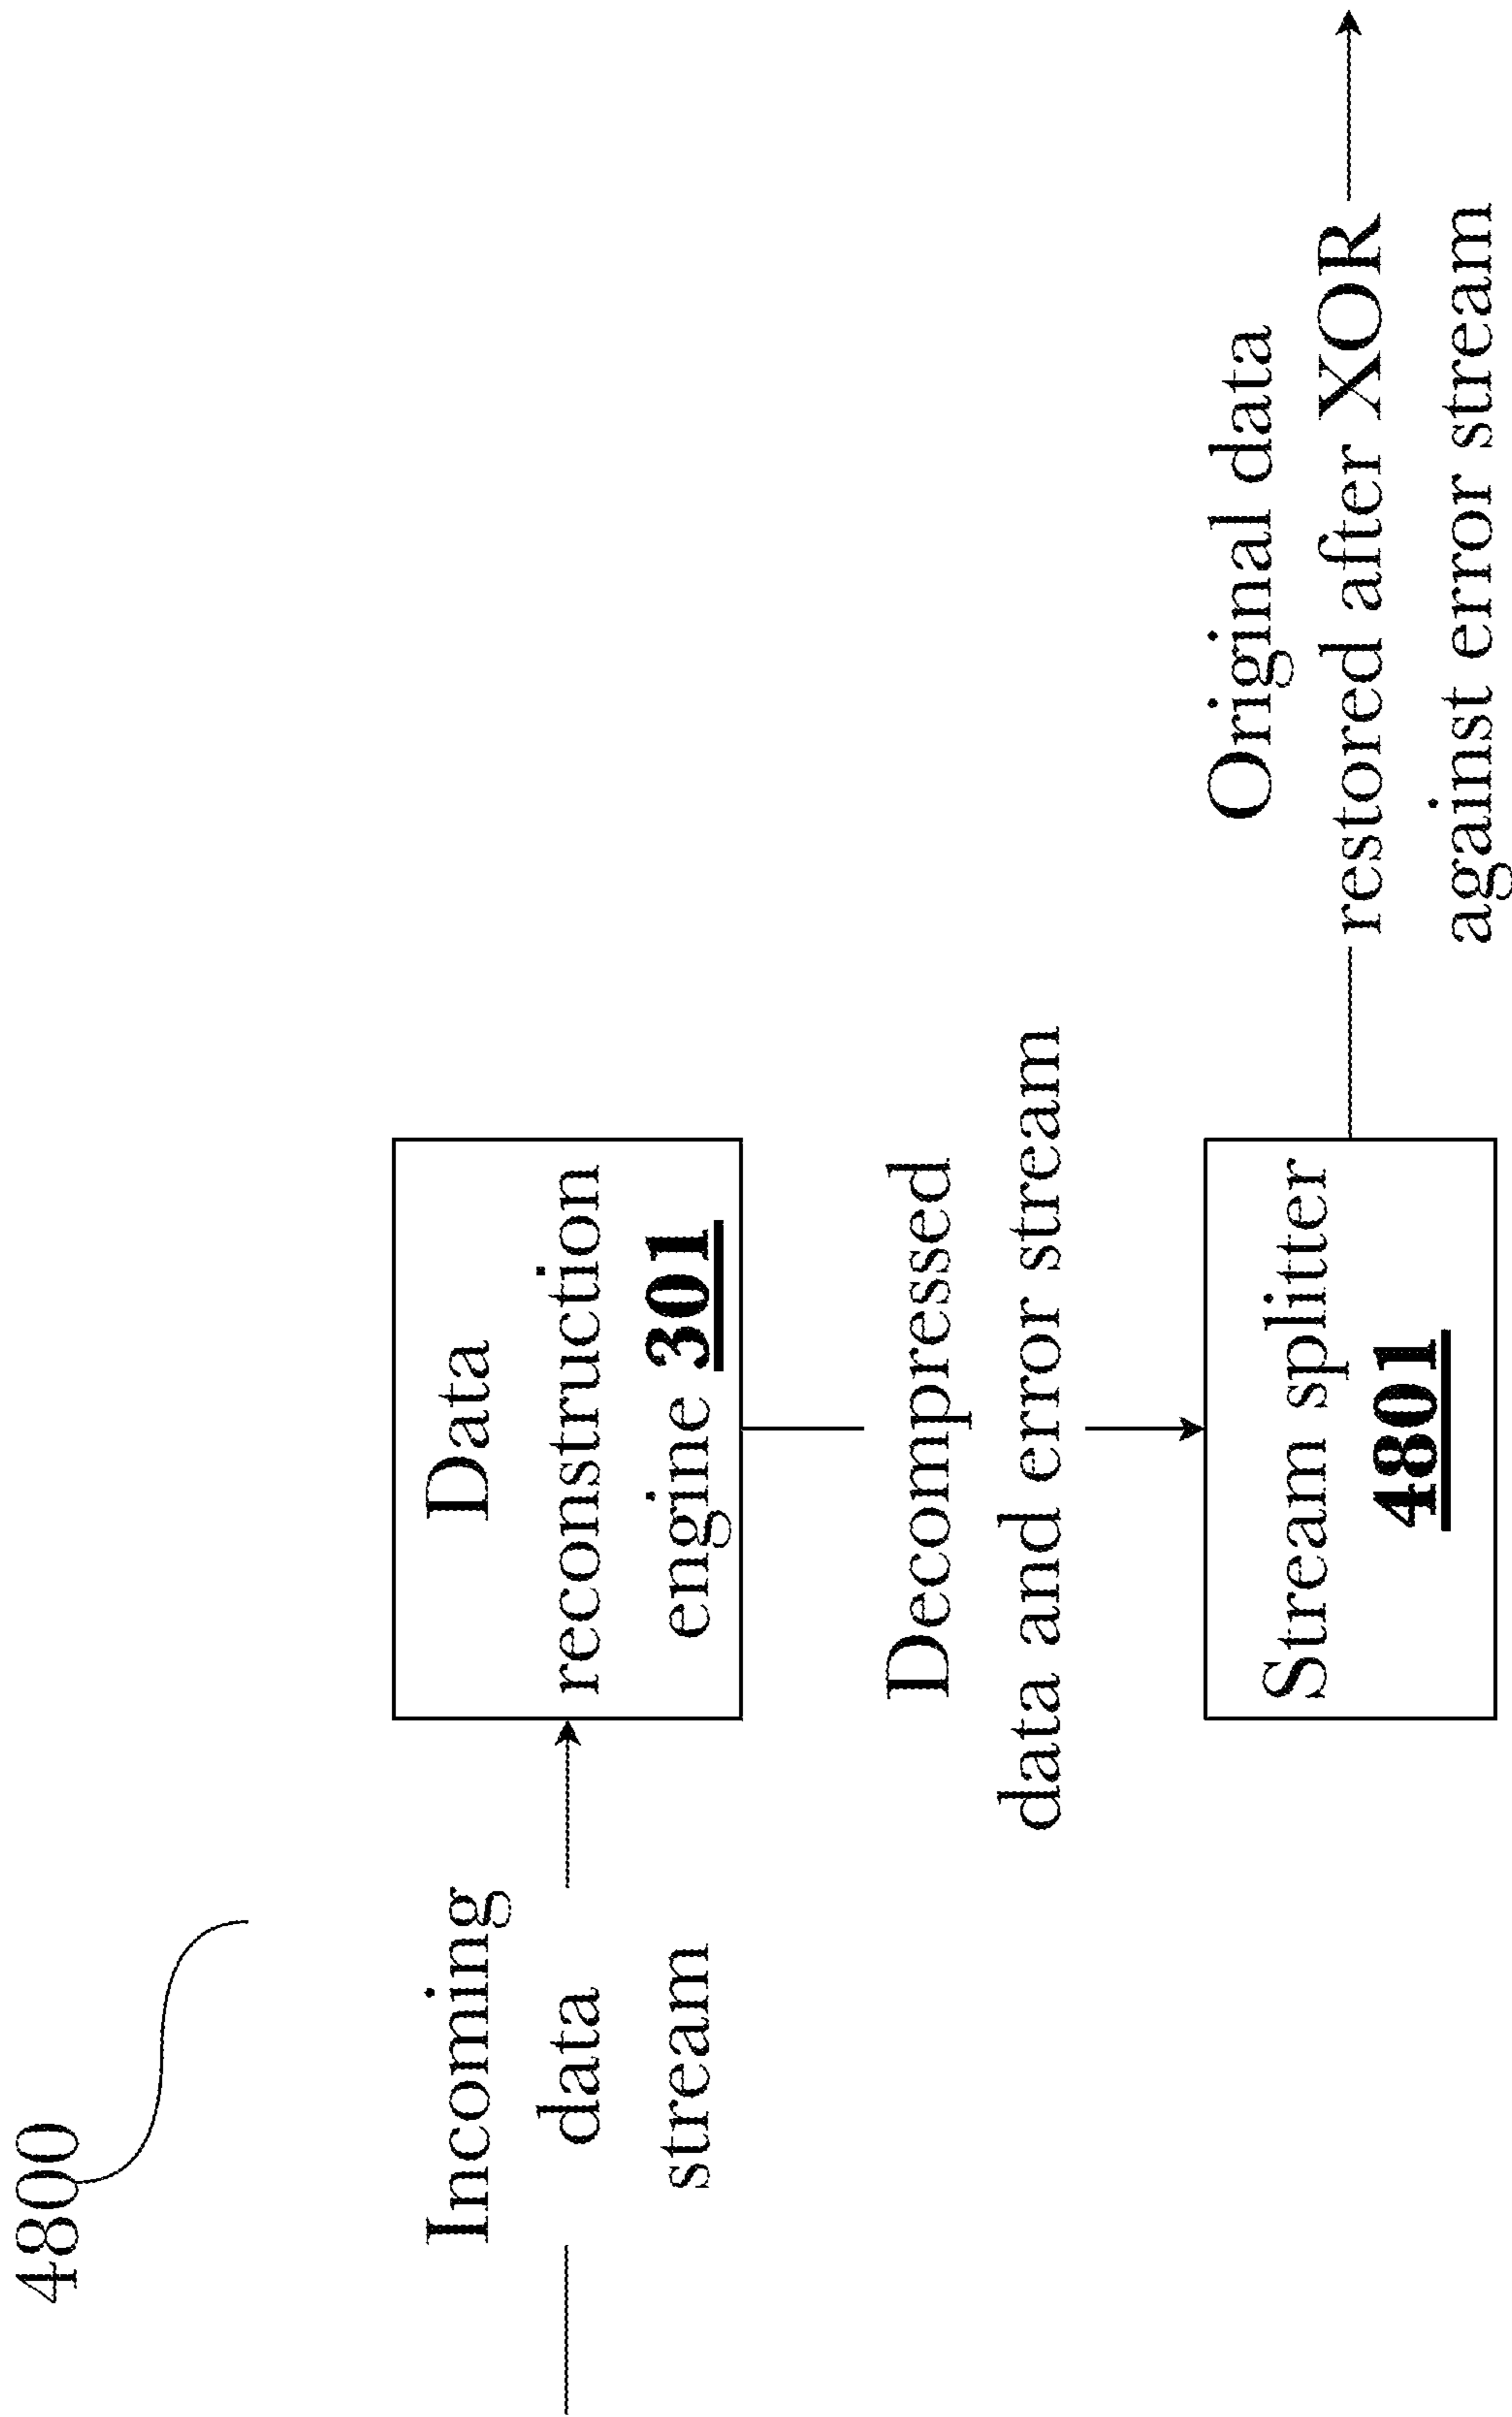 4800
Incoming
data
stream
Data
reconstruction
engine 301
Decompressed
data and error stream
Stream splitter
4801
Original data
restored after XOR
against error stream